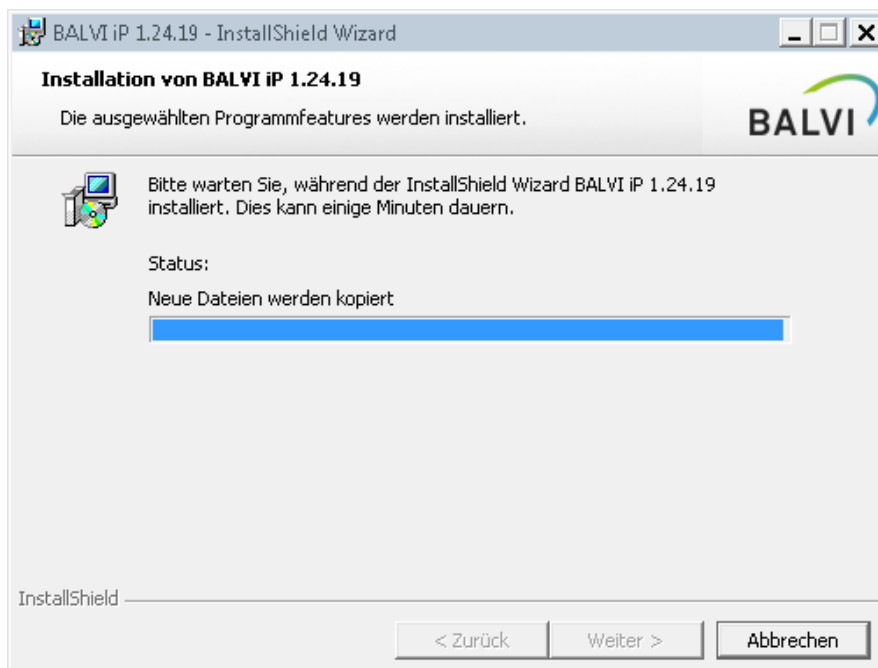 BALVI iP 1.24.19 - InstallShield Wizard
Installation von BALVI iP 1.24.19
Die ausgewählten Programmfeatures werden installiert.
BALVI
Bitte warten Sie, während der InstallShield Wizard BALVI iP 1.24.19
installiert. Dies kann einige Minuten dauern.
Status:
Neue Dateien werden kopiert
InstallShield
< Zurück
Weiter >
Abbrechen